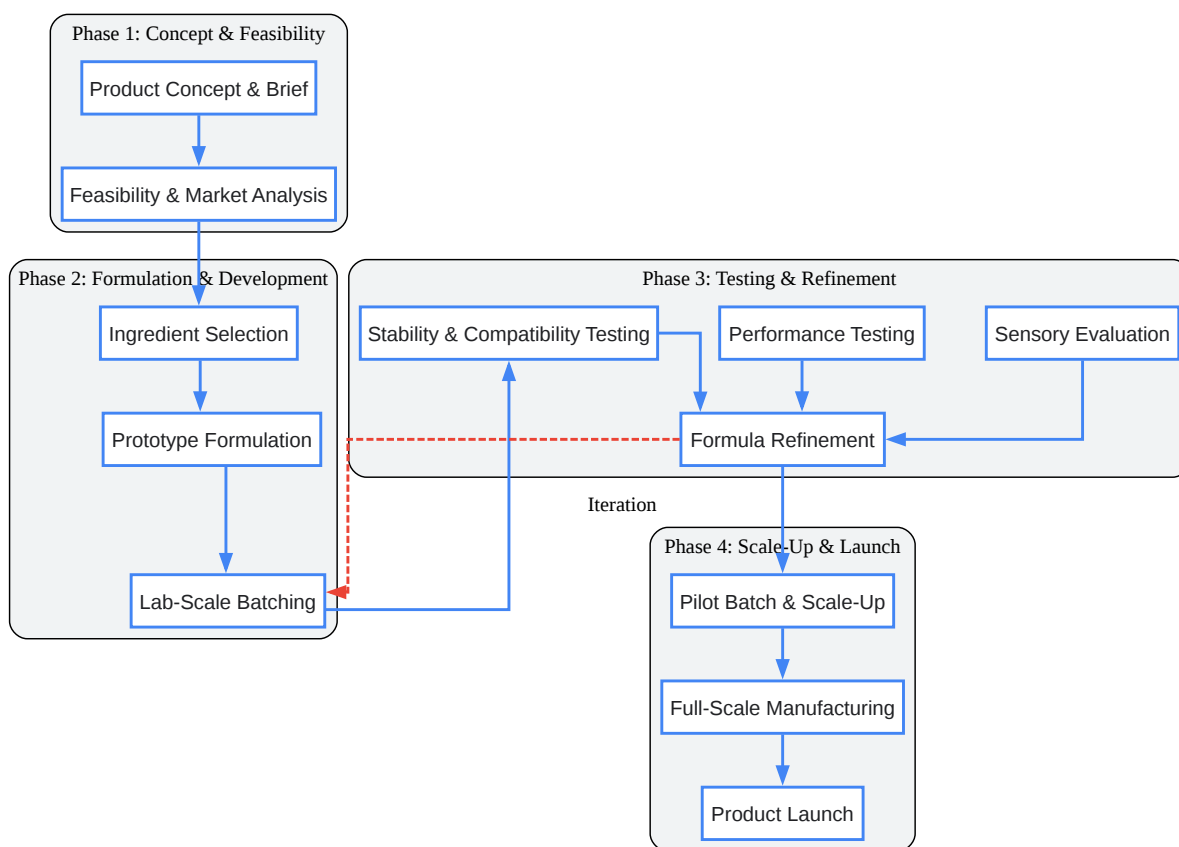 Phase 1: Concept & Feasibility
Product Concept & Brief
Feasibility & Market Analysis
Phase 2: Formulation & Development
Ingredient Selection
Prototype Formulation
Lab-Scale Batching
Phase 3: Testing & Refinement
Stability & Compatibility Testing
Performance Testing
Sensory Evaluation
Formula Refinement
Iteration
Phase 4: Scale-Up & Launch
Pilot Batch & Scale-Up
Full-Scale Manufacturing
Product Launch